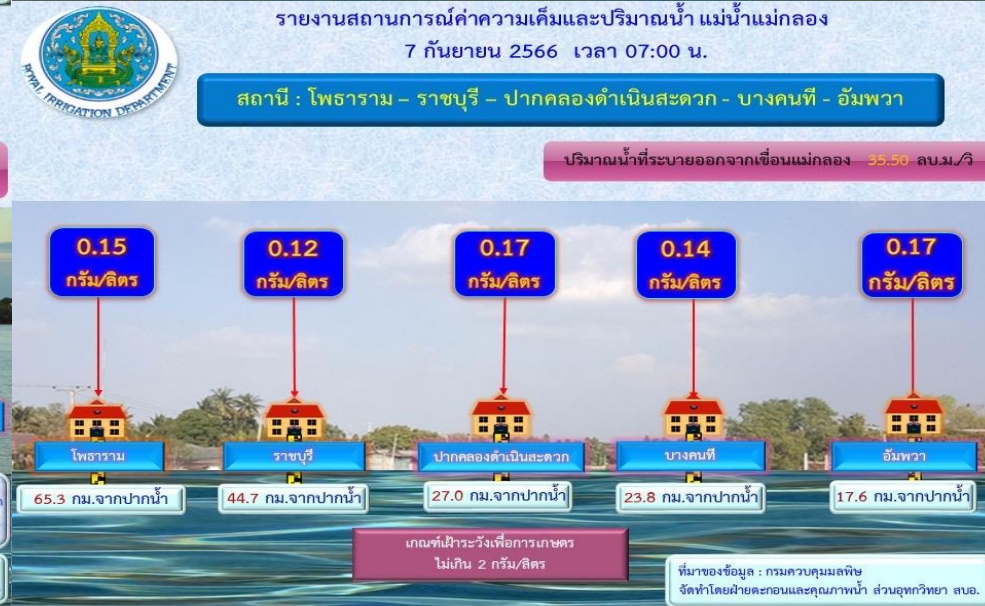 รายงานสถานการณ์ค่าความเค็มและปริมาณน้ำ แม่น้ำแม่กลอง
7 กันยายน 2566 เวลา 07:00 น.
ROYAL IRRIGATION DEPARTMENT
สถานี : โพธาราม – ราชบุรี – ปากคลองดำเนินสะดวก - บางคนที - อัมพวา
ปริมาณน้ำที่ระบายออกจากเขื่อนแม่กลอง 35.50 ลบ.ม./วิ
0.15
กรัม/ลิตร
0.12
กรัม/ลิตร
0.17
กรัม/ลิตร
0.14
กรัม/ลิตร
0.17
กรัม/ลิตร
โพธาราม
ราชบุรี
ปากคลองดำเนินสะดวก
บางคนที
อัมพวา
65.3 กม.จากปากน้ำ
44.7 กม.จากปากน้ำ
27.0 กม.จากปากน้ำ
23.8 กม.จากปากน้ำ
17.6 กม.จากปากน้ำ
เกณฑ์เฝ้าระวังเพื่อการเกษตร
ไม่เกิน 2 กรัม/ลิตร
ที่มาของข้อมูล : กรมควบคุมมลพิษ
จัดทำโดยฝ่ายตะกอนและคุณภาพน้ำ ส่วนอุทกวิทยา สบอ.